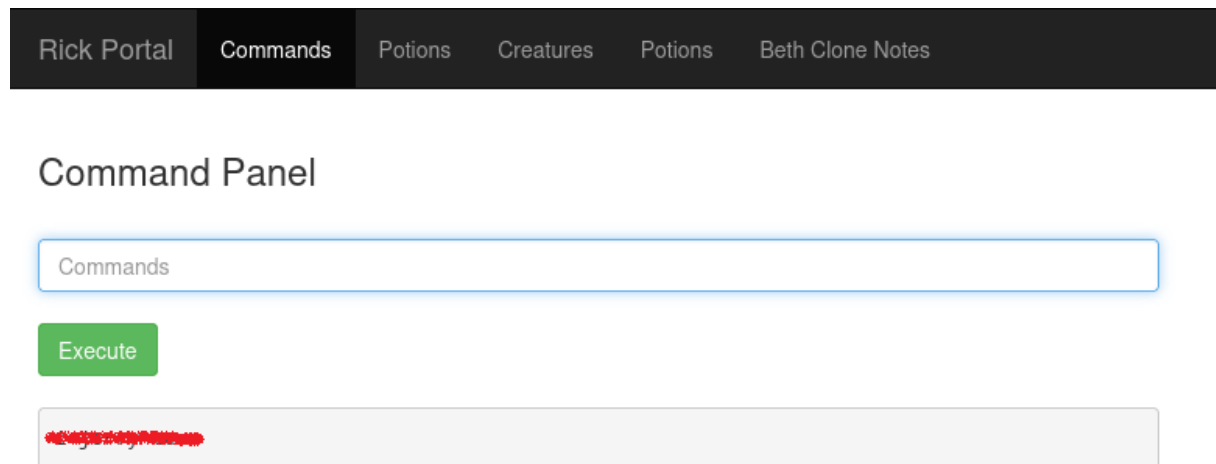 Rick Portal Commands Potions Creatures Potions Beth Clone Notes
Command Panel
Commands
Execute